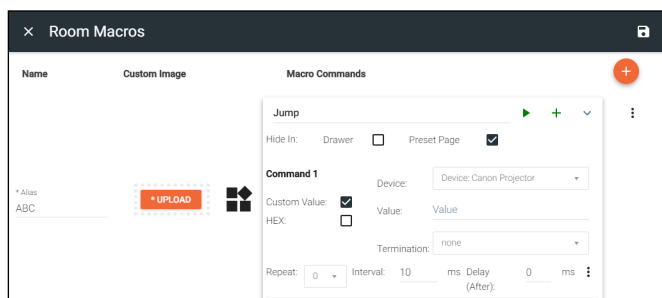 × Room Macros
Name Custom Image Macro Commands
Jump
Hide In: Drawer Preset Page
Command 1
Device: Device: Canon Projector
* Alias
ABC
* UPLOAD
Custom Value:
HEX:
Value: Value
Termination: none
Repeat: 0 Interval: 10 ms Delay (After): 0 ms